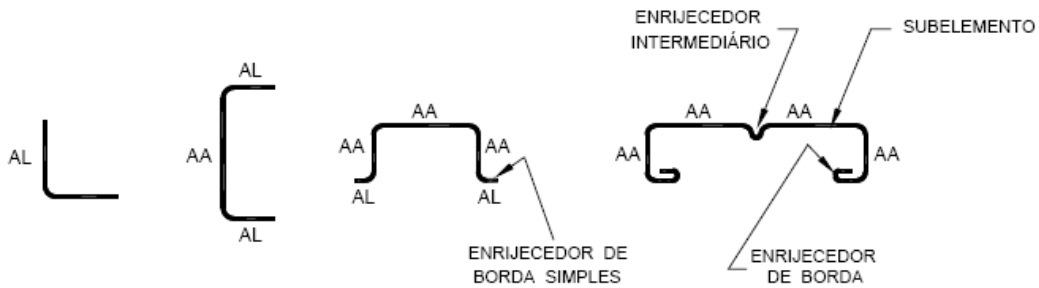 AL
AA
AL
AL
AA
AA
AA
AL
AL
ENRIJECEDOR DE
BORDA SIMPLES
ENRIJECEDOR
INTERMEDIÁRIO
SUBELEMENTO
AA
AA
AA
AA
ENRIJECEDOR
DE BORDA